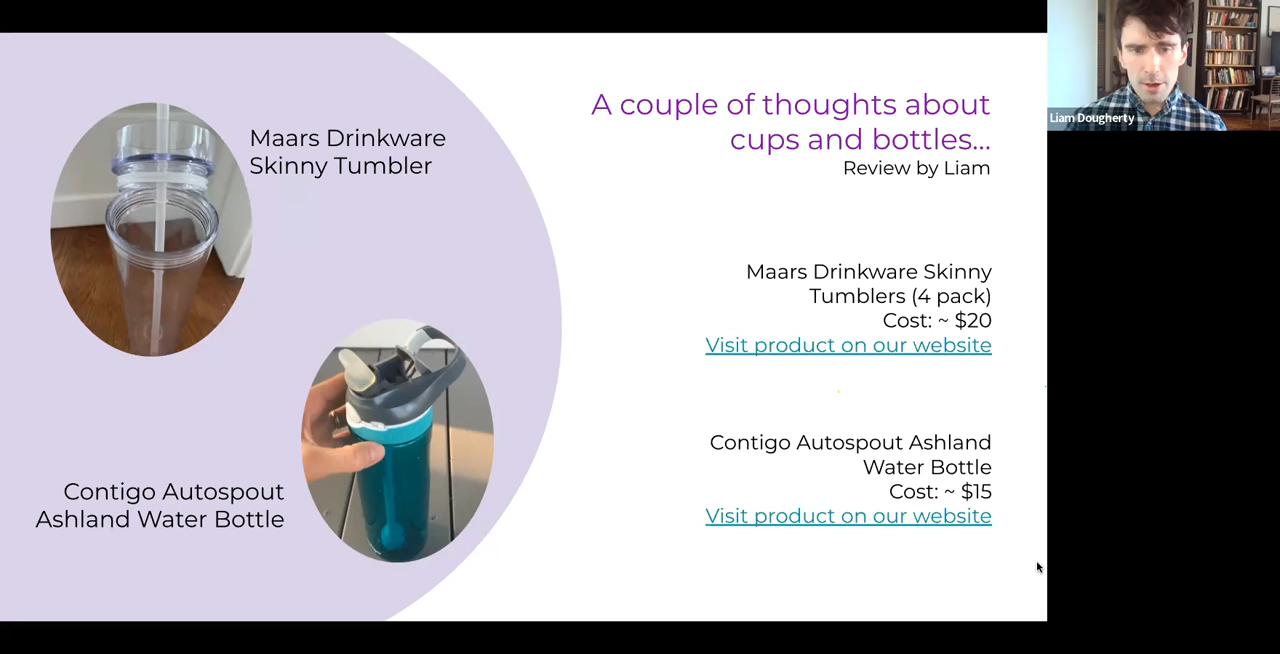 Maars Drinkware
Skinny Tumbler
Contigo Autospout
Ashland Water Bottle
A couple of thoughts about
cups and bottles...
Review by Liam
Maars Drinkware Skinny
Tumblers (4 pack)
Cost: ~ $20
Visit product on our website
Contigo Autospout Ashland
Water Bottle
Cost: ~ $15
Visit product on our website
Liam Dougherty